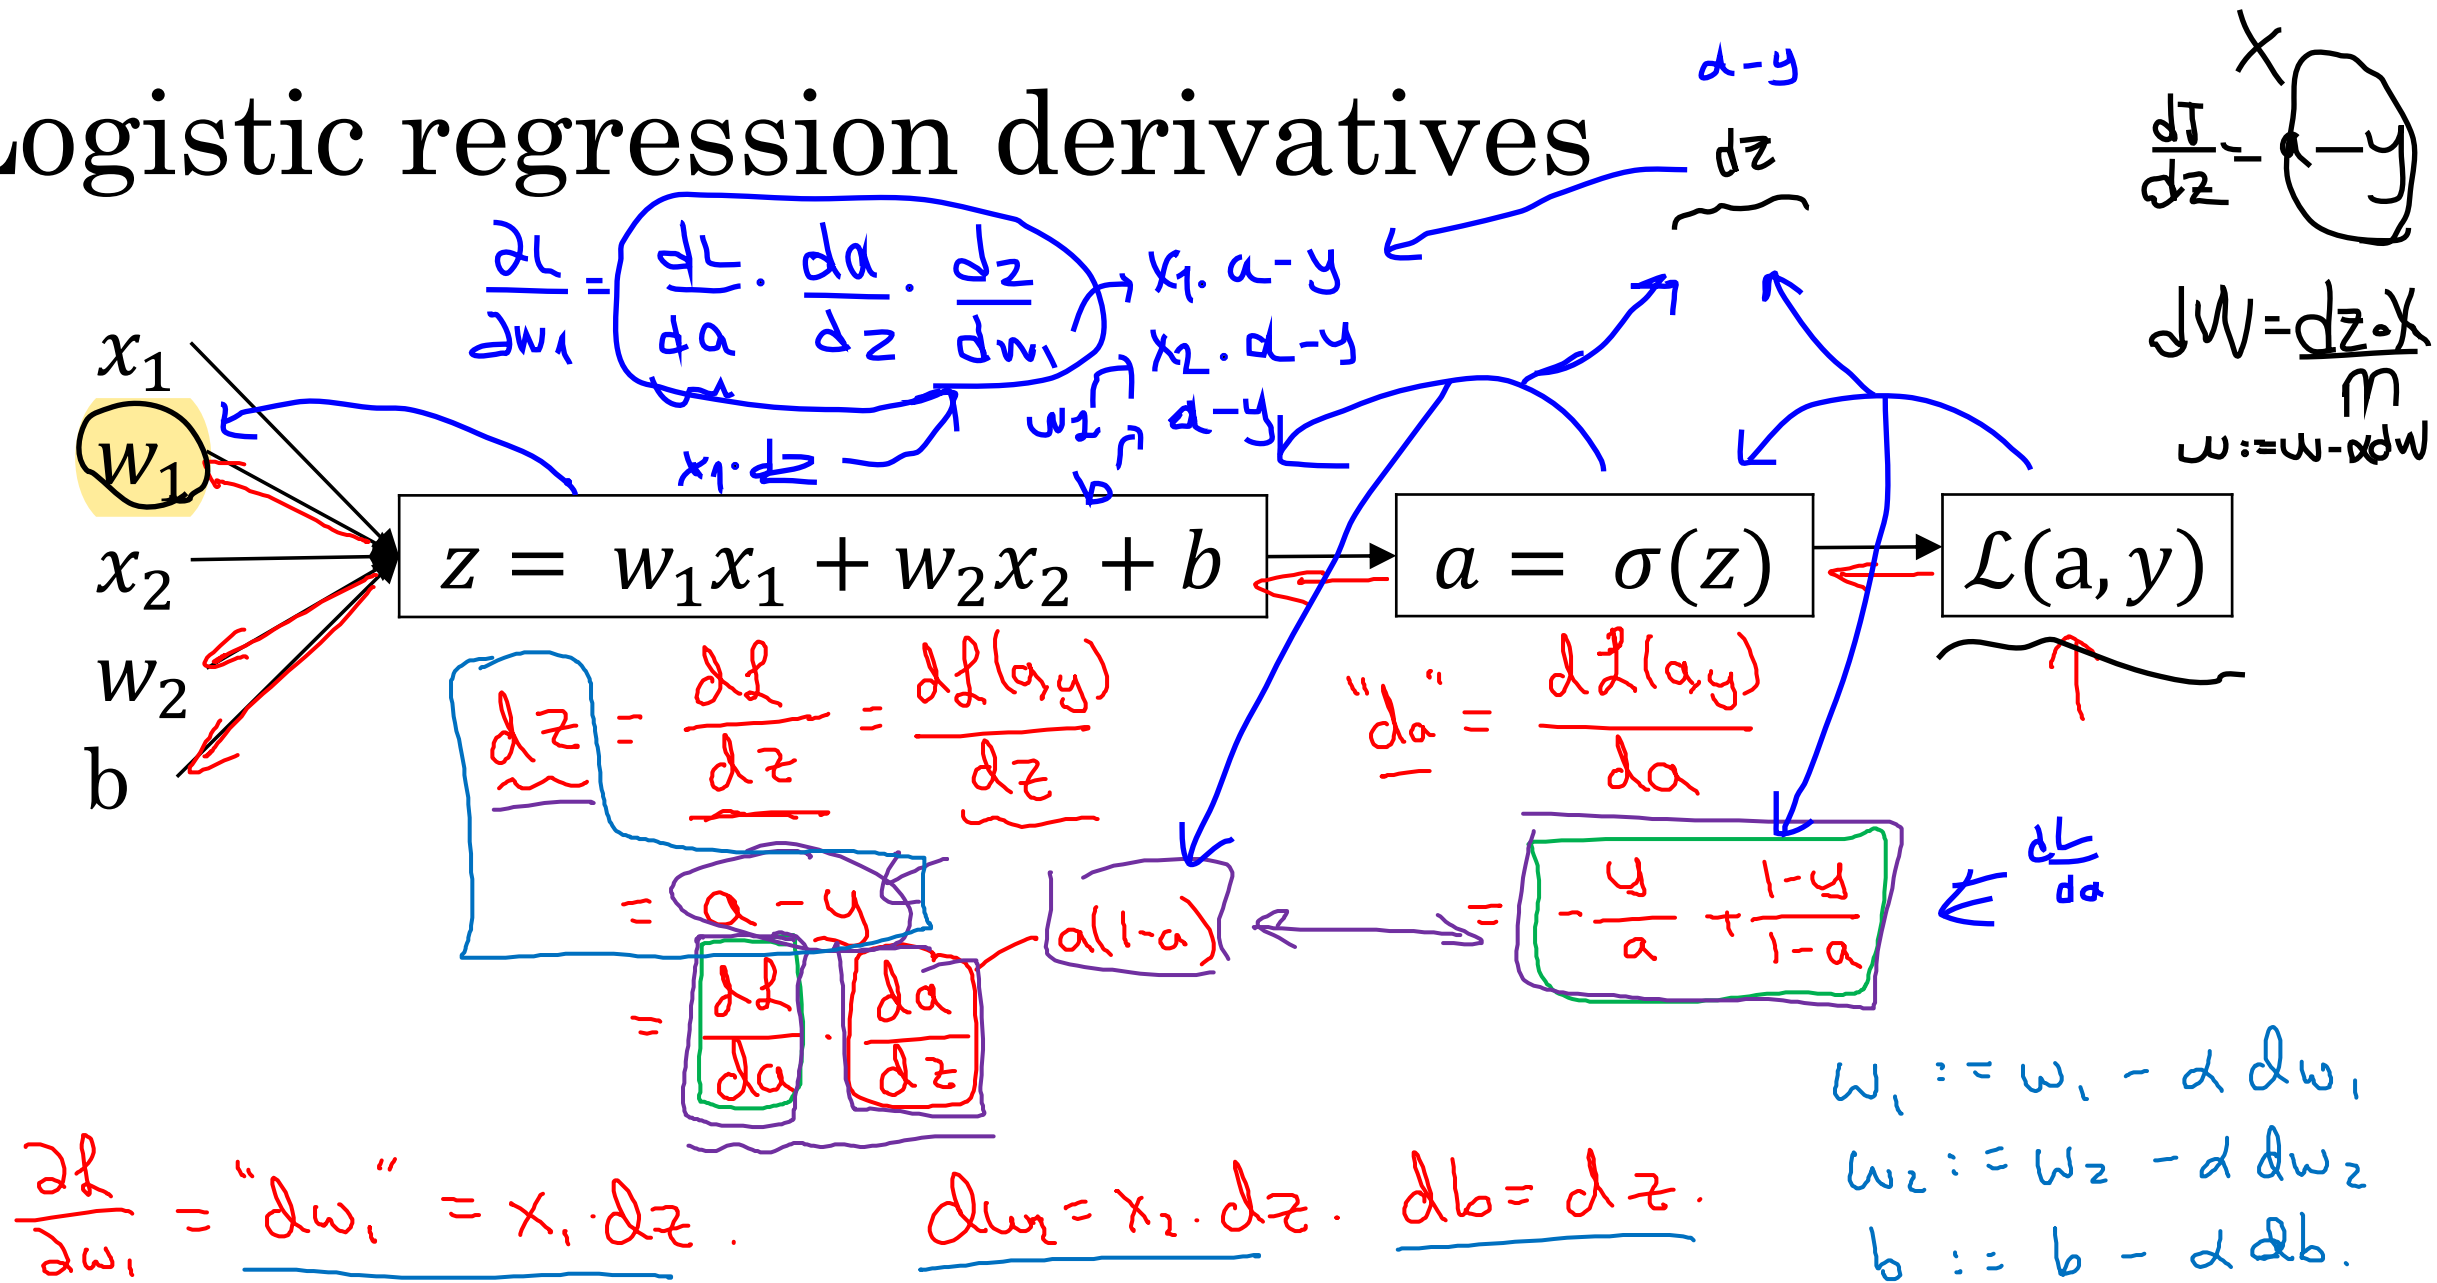 d-y
X
Logistic regression derivatives
dz
dJ/dz = a-y
∂L/∂w₁ = dL/da · da/dz · dz/dw₁
x₁. a-y
x₂. a-y
w2, a-y
b
x₁.dz
dW = dz.X/m
w := w-αdW
x₁
w₁
x₂
w₂
b
z = w₁x₁ + w₂x₂ + b
a = σ(z)
ℒ(a, y)
dz = dℒ/dz = dℒ(a,y)/dz
"da" = dℒ(a,y)/da
= a - y
a(1-a)
= - y/a + 1-y/1-a
dL/da
= dℒ/da · da/dz
w₁ := w₁ - α dw₁
w₂ := w₂ - α dw₂
b := b - α db.
∂ℒ/∂w₁ = "dw₁" = x₁.dz.
dw₂ = x₂.dz.
db = dz.